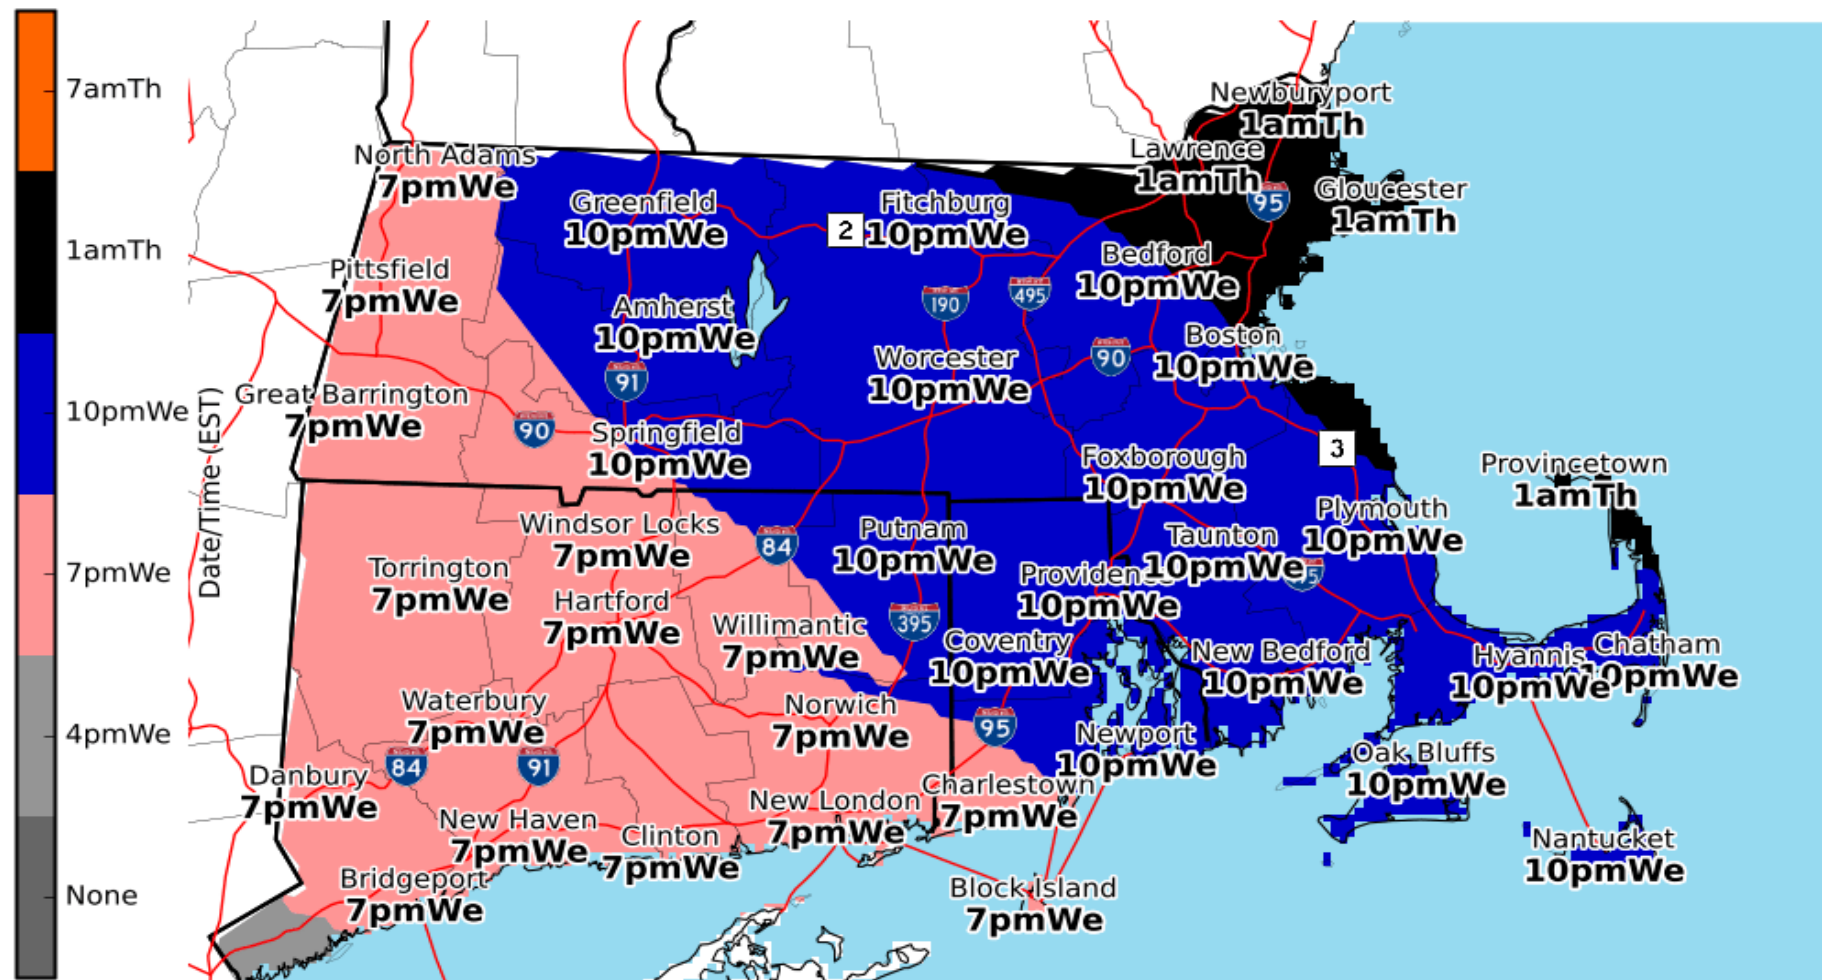 7amTh
1amTh
10pmWe
7pmWe
4pmWe
None
Date/Time (EST)
Newburyport
1amTh
Lawrence
1amTh
95
Gloucester
1amTh
North Adams
7pmWe
Greenfield
10pmWe
2
Fitchburg
10pmWe
Bedford
10pmWe
Pittsfield
7pmWe
Amherst
10pmWe
190
495
Boston
10pmWe
90
Worcester
10pmWe
91
Great Barrington
7pmWe
90
Springfield
10pmWe
3
Foxborough
10pmWe
Provincetown
1amTh
Plymouth
10pmWe
Windsor Locks
7pmWe
84
Putnam
10pmWe
Taunton
10pmWe
Torrington
7pmWe
Hartford
7pmWe
10pmWe
395
Willimantic
7pmWe
Coventry
10pmWe
New Bedford
10pmWe
Hyannis
10pmWe
Chatham
10pmWe
Waterbury
7pmWe
Norwich
7pmWe
95
Newport
10pmWe
Oak Bluffs
10pmWe
84
91
Danbury
7pmWe
Charlestown
7pmWe
New London
7pmWe
New Haven
7pmWe
Clinton
7pmWe
Nantucket
10pmWe
Bridgeport
7pmWe
Block Island
7pmWe